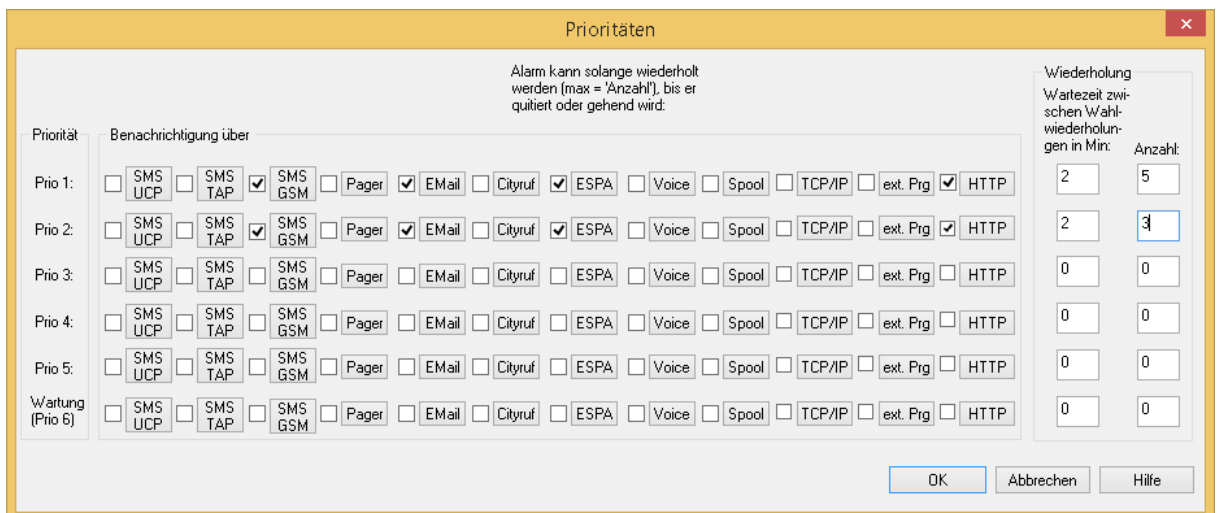 Prioritäten
Alarm kann solange wiederholt
werden (max = 'Anzahl'), bis er
quitiert oder gehend wird:
Wiederholung
Wartezeit zwi-
schen Wahl-
wiederholun-
gen in Min:
Anzahl:
Priorität
Benachrichtigung über
Prio 1: SMS UCP SMS TAP SMS GSM Pager EMail Cityruf ESPA Voice Spool TCP/IP ext. Prg HTTP 2 5
Prio 2: SMS UCP SMS TAP SMS GSM Pager EMail Cityruf ESPA Voice Spool TCP/IP ext. Prg HTTP 2 3
Prio 3: SMS UCP SMS TAP SMS GSM Pager EMail Cityruf ESPA Voice Spool TCP/IP ext. Prg HTTP 0 0
Prio 4: SMS UCP SMS TAP SMS GSM Pager EMail Cityruf ESPA Voice Spool TCP/IP ext. Prg HTTP 0 0
Prio 5: SMS UCP SMS TAP SMS GSM Pager EMail Cityruf ESPA Voice Spool TCP/IP ext. Prg HTTP 0 0
Wartung (Prio 6) SMS UCP SMS TAP SMS GSM Pager EMail Cityruf ESPA Voice Spool TCP/IP ext. Prg HTTP 0 0
OK Abbrechen Hilfe